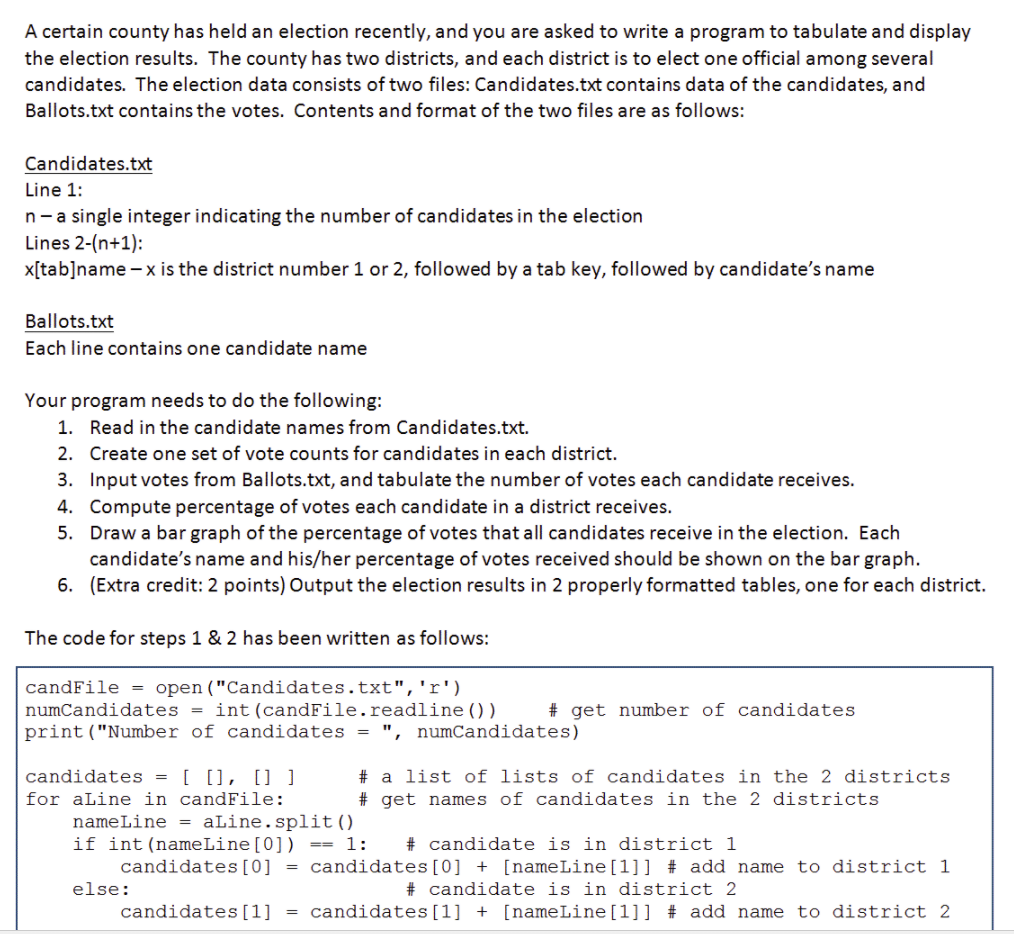 A certain county has held an election recently, and you are asked to write a program to tabulate and display
the election results.  The county has two districts, and each district is to elect one official among several
candidates.  The election data consists of two files: Candidates.txt contains data of the candidates, and
Ballots.txt contains the votes.  Contents and format of the two files are as follows:

Candidates.txt
Line 1:
n – a single integer indicating the number of candidates in the election
Lines 2-(n+1):
x[tab]name – x is the district number 1 or 2, followed by a tab key, followed by candidate's name

Ballots.txt
Each line contains one candidate name

Your program needs to do the following:
1. Read in the candidate names from Candidates.txt.
2. Create one set of vote counts for candidates in each district.
3. Input votes from Ballots.txt, and tabulate the number of votes each candidate receives.
4. Compute percentage of votes each candidate in a district receives.
5. Draw a bar graph of the percentage of votes that all candidates receive in the election.  Each
candidate's name and his/her percentage of votes received should be shown on the bar graph.
6. (Extra credit: 2 points) Output the election results in 2 properly formatted tables, one for each district.

The code for steps 1 & 2 has been written as follows:

candFile = open("Candidates.txt",'r')
numCandidates = int(candFile.readline())    # get number of candidates
print("Number of candidates = ", numCandidates)

candidates = [ [], [] ]     # a list of lists of candidates in the 2 districts
for aLine in candFile:      # get names of candidates in the 2 districts
    nameLine = aLine.split()
    if int(nameLine[0]) == 1:   # candidate is in district 1
        candidates[0] = candidates[0] + [nameLine[1]] # add name to district 1
    else:                       # candidate is in district 2
        candidates[1] = candidates[1] + [nameLine[1]] # add name to district 2